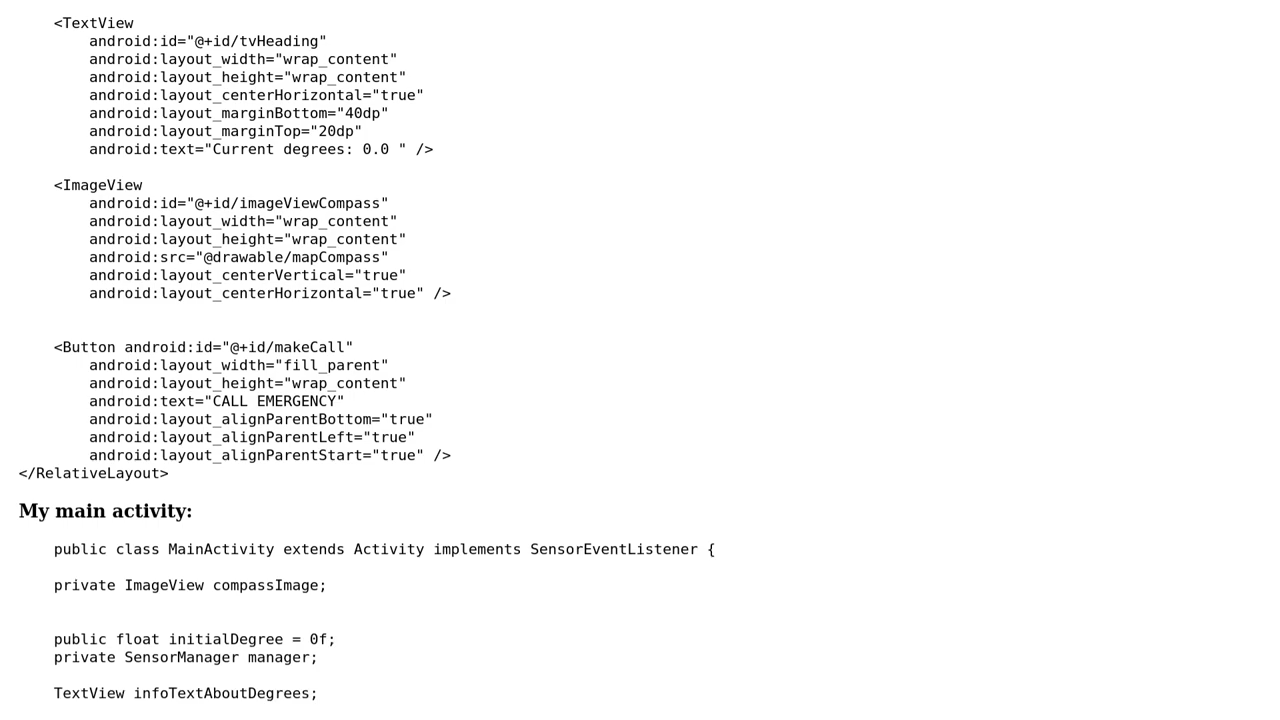 <TextView
        android:id="@+id/tvHeading"
        android:layout_width="wrap_content"
        android:layout_height="wrap_content"
        android:layout_centerHorizontal="true"
        android:layout_marginBottom="40dp"
        android:layout_marginTop="20dp"
        android:text="Current degrees: 0.0 " />

    <ImageView
        android:id="@+id/imageViewCompass"
        android:layout_width="wrap_content"
        android:layout_height="wrap_content"
        android:src="@drawable/mapCompass"
        android:layout_centerVertical="true"
        android:layout_centerHorizontal="true" />


    <Button android:id="@+id/makeCall"
        android:layout_width="fill_parent"
        android:layout_height="wrap_content"
        android:text="CALL EMERGENCY"
        android:layout_alignParentBottom="true"
        android:layout_alignParentLeft="true"
        android:layout_alignParentStart="true" />
</RelativeLayout>

My main activity:

    public class MainActivity extends Activity implements SensorEventListener {

    private ImageView compassImage;


    public float initialDegree = 0f;
    private SensorManager manager;

    TextView infoTextAboutDegrees;